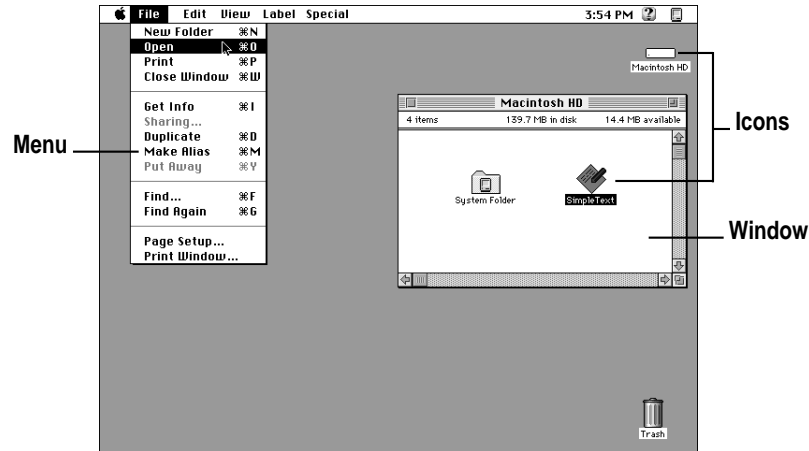 File Edit View Label Special 3:54 PM
New Folder ⌘N
Open ⌘O
Print ⌘P
Close Window ⌘W
Get Info ⌘I
Sharing...
Duplicate ⌘D
Make Alias ⌘M
Put Away ⌘Y
Find... ⌘F
Find Again ⌘G
Page Setup...
Print Window...
Menu
Macintosh HD
Macintosh HD
4 items 139.7 MB in disk 14.4 MB available
System Folder
SimpleText
Icons
Window
Trash